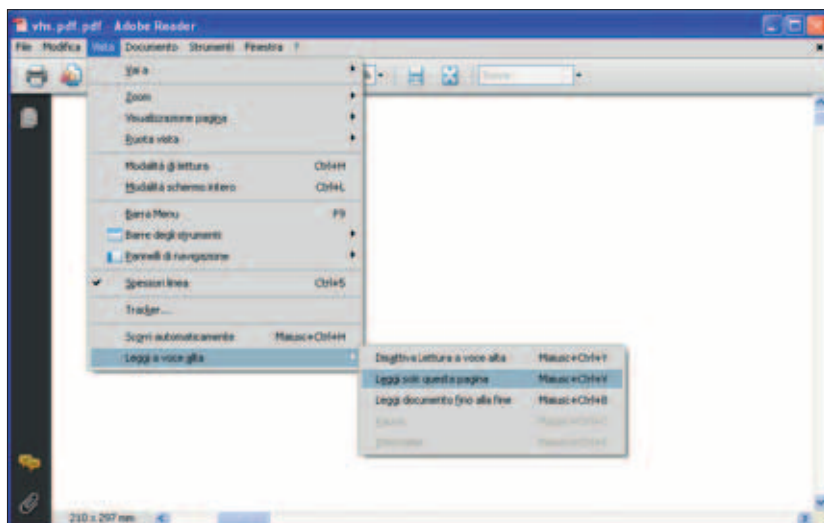 vhs.pdf.pdf - Adobe Reader
File Modifica Vista Documento Strumenti Finestra ?
Vai a
Zoom
Visualizzazione pagina
Ruota vista
Modalità di lettura Ctrl+H
Modalità schermo intero Ctrl+L
Barra Menu F9
Barre degli strumenti
Pannelli di navigazione
Spessori linea Ctrl+5
Tracker...
Scorri automaticamente Maiusc+Ctrl+H
Leggi a voce alta
Disattiva Lettura a voce alta Maiusc+Ctrl+Y
Leggi solo questa pagina Maiusc+Ctrl+V
Leggi documento fino alla fine Maiusc+Ctrl+B
210 x 297 mm